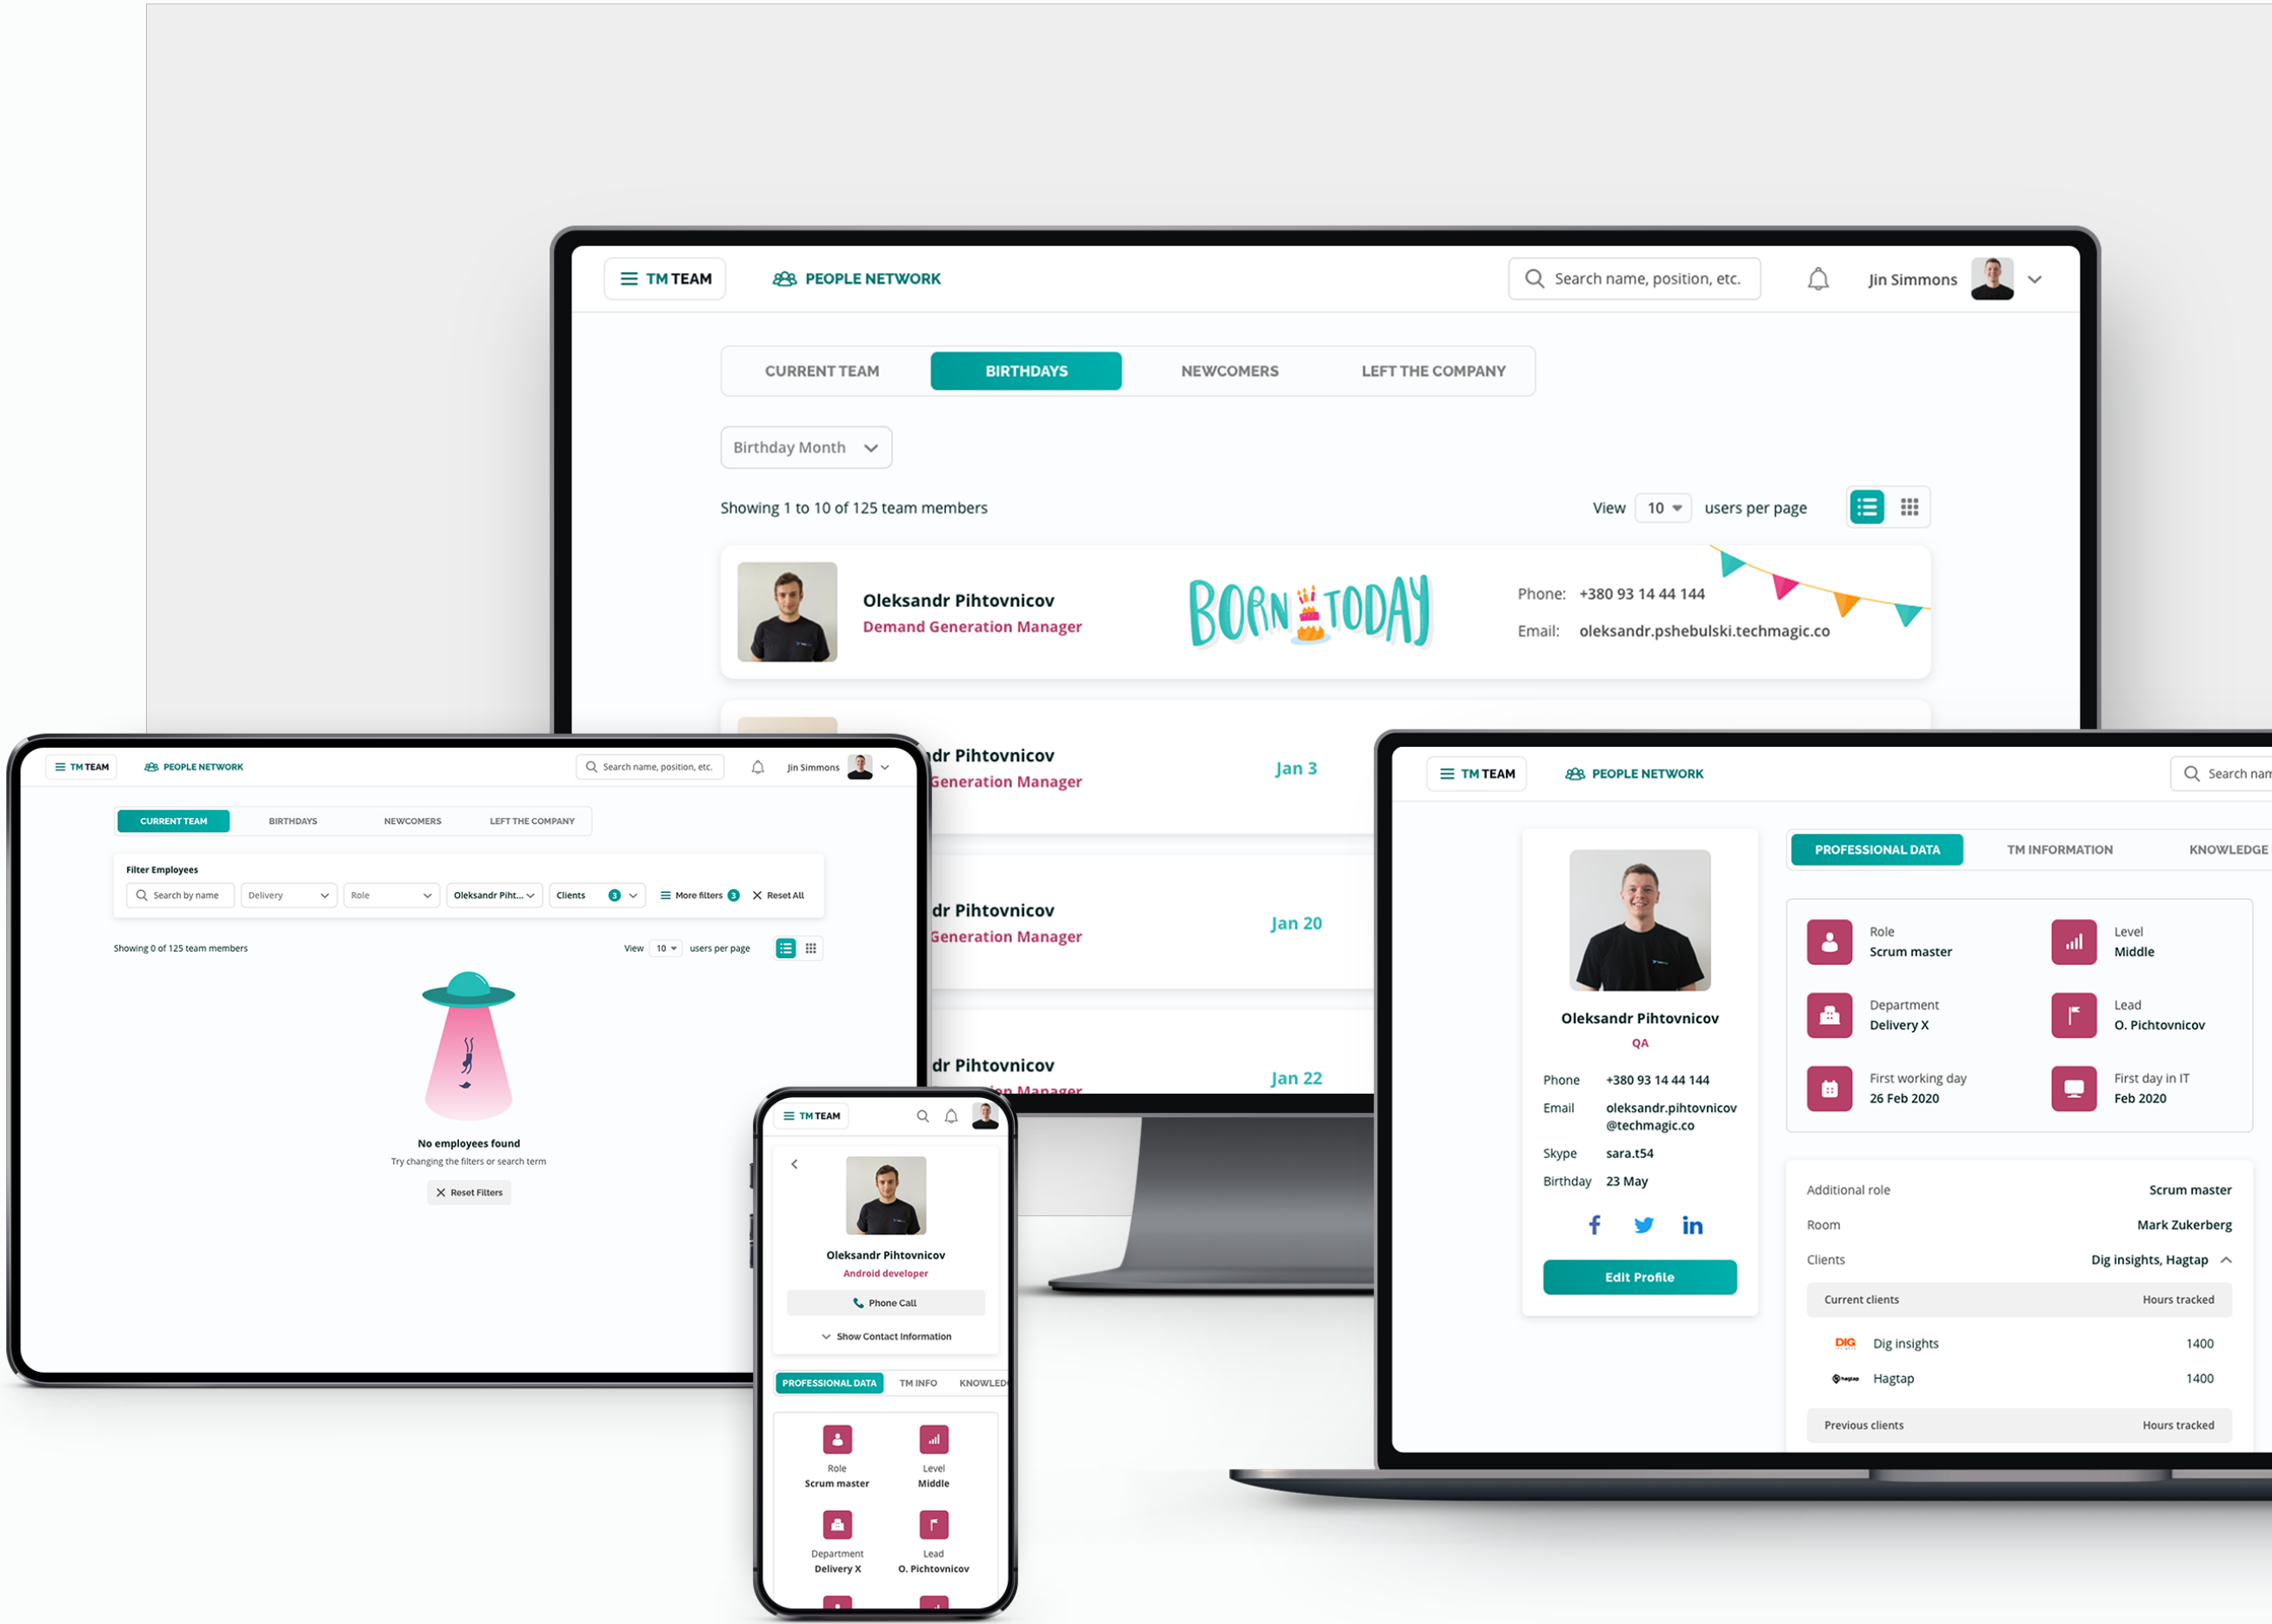 TM TEAM
PEOPLE NETWORK
Search name, position, etc.
Jin Simmons
CURRENT TEAM
BIRTHDAYS
NEWCOMERS
LEFT THE COMPANY
Birthday Month
Showing 1 to 10 of 125 team members
View 10 users per page
Oleksandr Pihtovnicov
Demand Generation Manager
BORN TODAY
Phone: +380 93 14 44 144
Email: oleksandr.pshebulski.techmagic.co
ndr Pihtovnicov
Generation Manager
Jan 3
dr Pihtovnicov
Generation Manager
Jan 20
dr Pihtovnicov
on Manager
Jan 22
TM TEAM
PEOPLE NETWORK
Search name, position, etc.
Jin Simmons
CURRENT TEAM
BIRTHDAYS
NEWCOMERS
LEFT THE COMPANY
Filter Employees
Search by name
Delivery
Role
Oleksandr Piht...
Clients 3
More filters 3
Reset All
Showing 0 of 125 team members
View 10 users per page
No employees found
Try changing the filters or search term
Reset Filters
TM TEAM
Oleksandr Pihtovnicov
Android developer
Phone Call
Show Contact Information
PROFESSIONAL DATA
TM INFO
KNOWLED
Role
Scrum master
Level
Middle
Department
Delivery X
Lead
O. Pichtovnicov
TM TEAM
PEOPLE NETWORK
Search nam
Oleksandr Pihtovnicov
QA
Phone +380 93 14 44 144
Email oleksandr.pihtovnicov
@techmagic.co
Skype sara.t54
Birthday 23 May
Edit Profile
PROFESSIONAL DATA
TM INFORMATION
KNOWLEDGE
Role
Scrum master
Level
Middle
Department
Delivery X
Lead
O. Pichtovnicov
First working day
26 Feb 2020
First day in IT
Feb 2020
Additional role Scrum master
Room Mark Zukerberg
Clients Dig insights, Hagtap
Current clients Hours tracked
DIG Dig insights 1400
hagtap Hagtap 1400
Previous clients Hours tracked